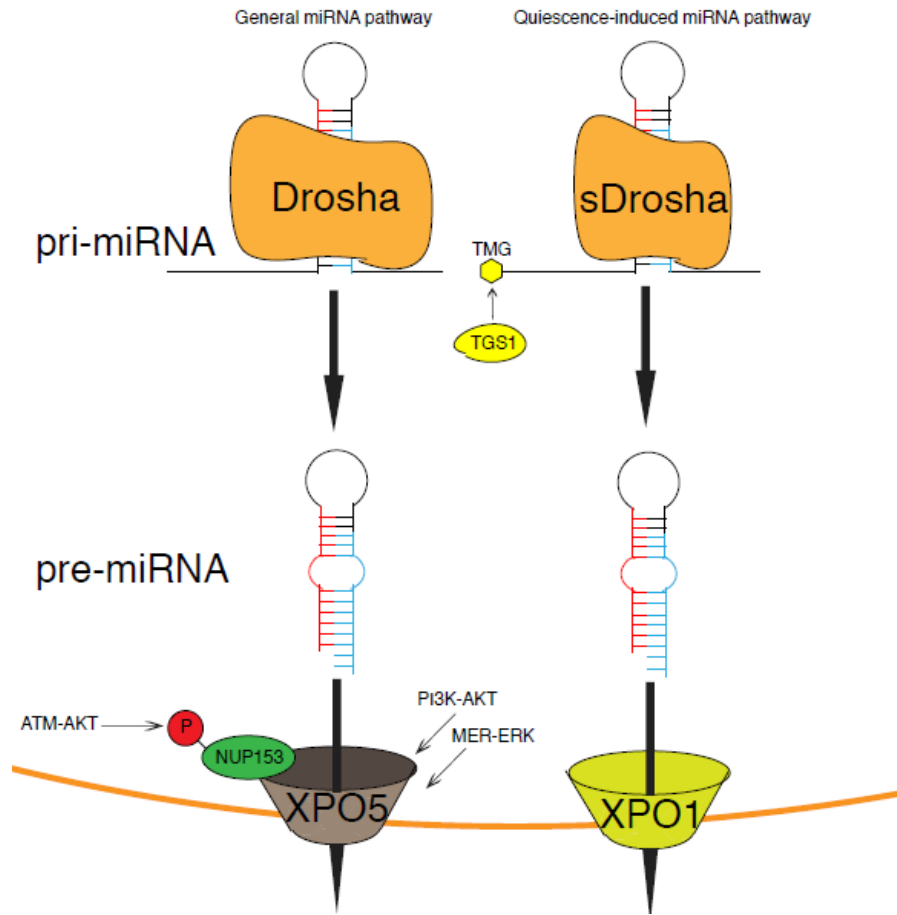 General miRNA pathway
Quiescence-induced miRNA pathway
Drosha
sDrosha
pri-miRNA
TMG
TGS1
pre-miRNA
PI3K-AKT
ATM-AKT
P
MER-ERK
NUP153
XPO5
XPO1